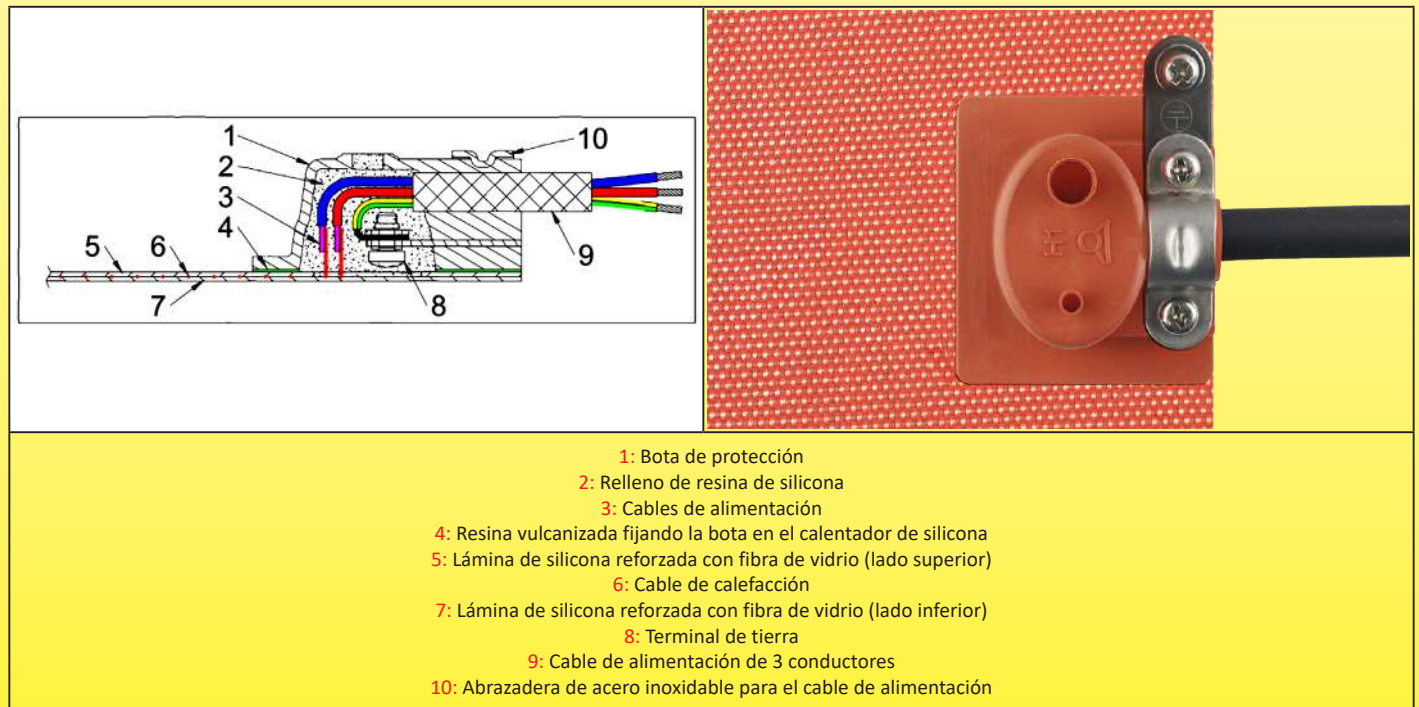 1
2
3
4
5
6
7
8
9
10
1: Bota de protección
2: Relleno de resina de silicona
3: Cables de alimentación
4: Resina vulcanizada fijando la bota en el calentador de silicona
5: Lámina de silicona reforzada con fibra de vidrio (lado superior)
6: Cable de calefacción
7: Lámina de silicona reforzada con fibra de vidrio (lado inferior)
8: Terminal de tierra
9: Cable de alimentación de 3 conductores
10: Abrazadera de acero inoxidable para el cable de alimentación